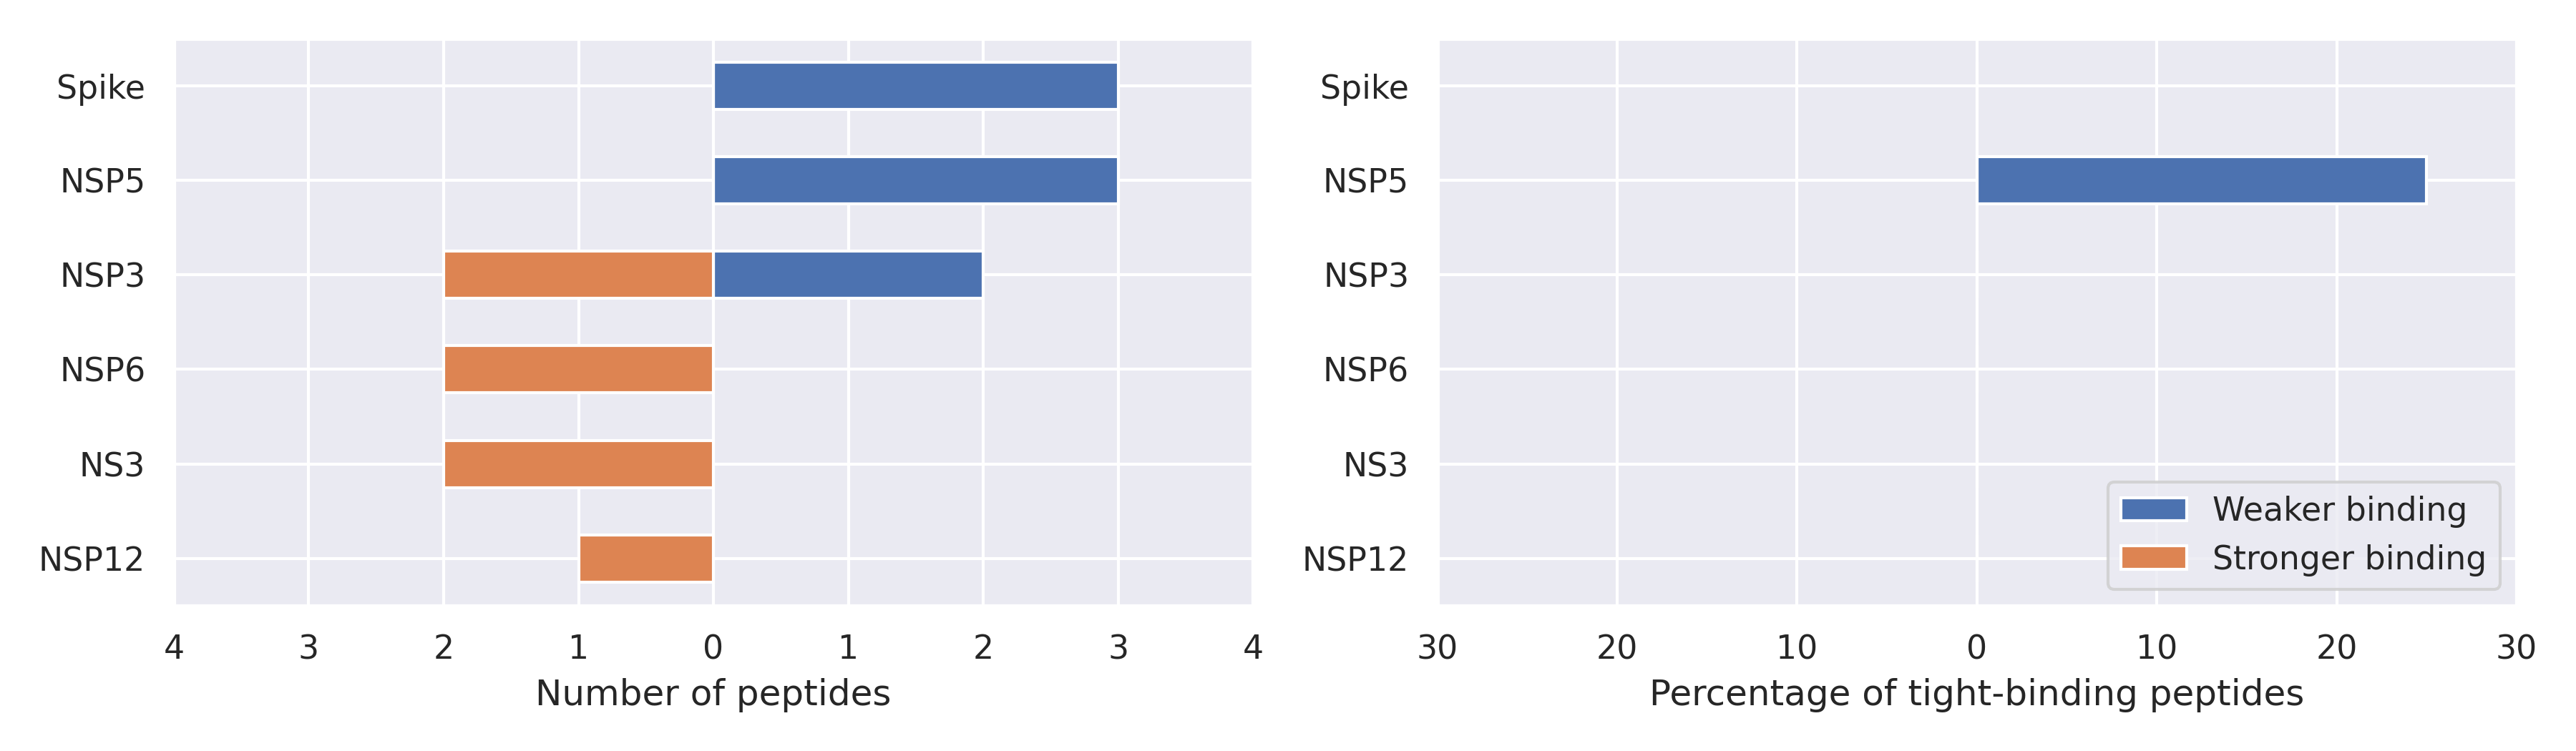 Spike
NSP5
NSP3
NSP6
NS3
NSP12
4 3 2 1 0 1 2 3 4
Number of peptides
Spike
NSP5
NSP3
NSP6
NS3
NSP12
Weaker binding
Stronger binding
30 20 10 0 10 20 30
Percentage of tight-binding peptides